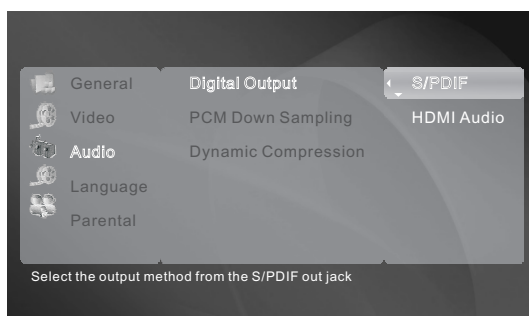 General Digital Output S/PDIF
Video PCM Down Sampling HDMI Audio
Audio Dynamic Compression
Language
Parental
Select the output method from the S/PDIF out jack